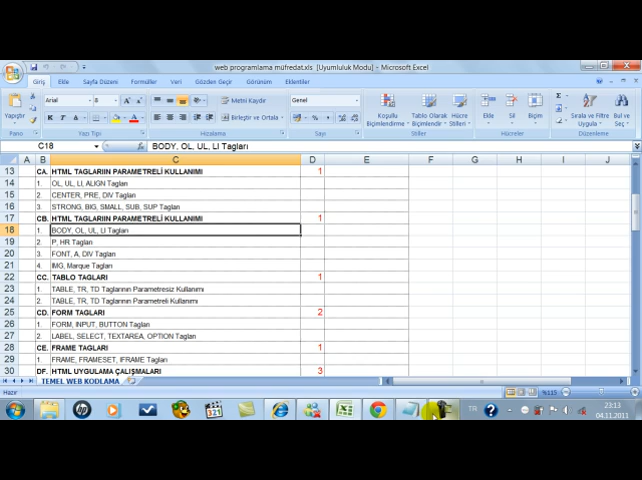 web programlama müfredat.xls [Uyumluluk Modu] - Microsoft Excel
Giriş Ekle Sayfa Düzeni Formüller Veri Gözden Geçir Görünüm Eklentiler
Yapıştır
Arial 8
Metni Kaydır
Birleştir ve Ortala
Genel
Koşullu Biçimlendirme
Tablo Olarak Biçimlendir
Hücre Stilleri
Ekle Sil Biçim
Sırala ve Filtre Uygula
Bul ve Seç
Pano Yazı Tipi Hizalama Sayı Stiller Hücreler Düzenleme
C18 fx BODY, OL, UL, LI Tagları
A B C D E F G H I J
13 CA. HTML TAGLARIIN PARAMETRELİ KULLANIMI 1
14 1. OL, UL, LI, ALIGN Tagları
15 2. CENTER, PRE, DIV Tagları
16 3. STRONG, BIG, SMALL, SUB, SUP Tagları
17 CB. HTML TAGLARIIN PARAMETRELİ KULLANIMI 1
18 1. BODY, OL, UL, LI Tagları
19 2. P, HR Tagları
20 3. FONT, A, DIV Tagları
21 4. IMG, Marque Tagları
22 CC. TABLO TAGLARI 1
23 1. TABLE, TR, TD Taglarının Parametresiz Kullanımı
24 2. TABLE, TR, TD Taglarının Parametreli Kullanımı
25 CD. FORM TAGLARI 2
26 1. FORM, INPUT, BUTTON Tagları
27 2. LABEL, SELECT, TEXTAREA, OPTION Tagları
28 CE. FRAME TAGLARI 1
29 1. FRAME, FRAMESET, IFRAME Tagları
30 DF. HTML UYGULAMA ÇALIŞMALARI 3
TEMEL WEB KODLAMA
Hazır %115
321
TR 23:13
04.11.2011